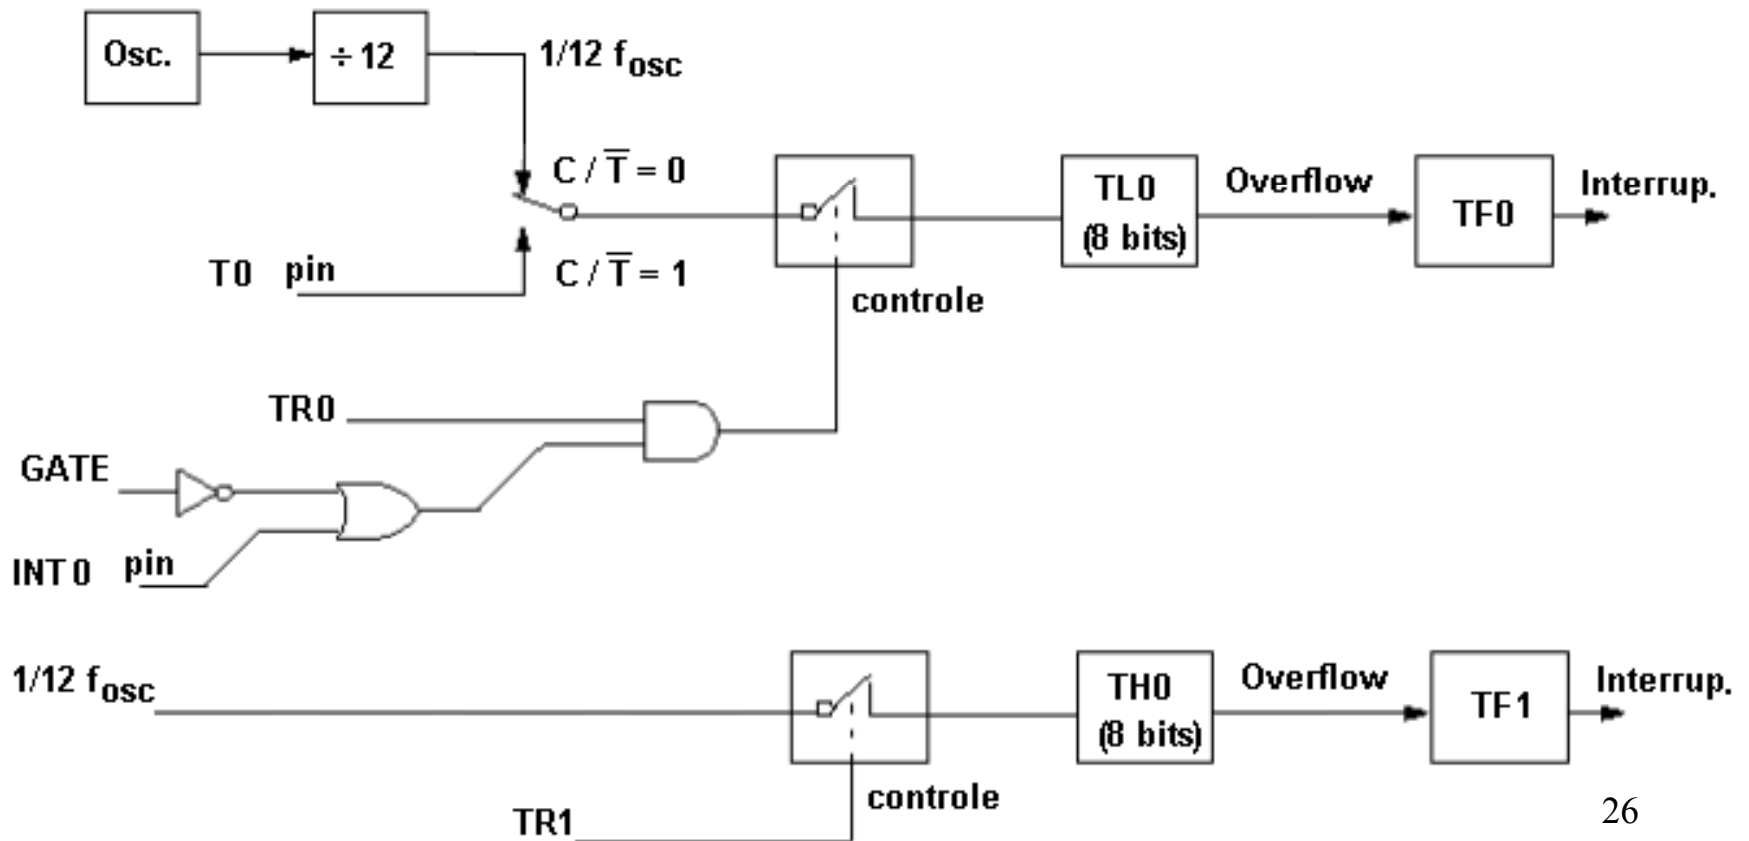 Osc.
÷ 12
1/12 fosc
C / T̅ = 0
T0 pin
C / T̅ = 1
controle
TL0
(8 bits)
Overflow
TF0
Interrup.
TR0
GATE
INT0 pin
1/12 fosc
TR1
controle
TH0
(8 bits)
Overflow
TF1
Interrup.
26